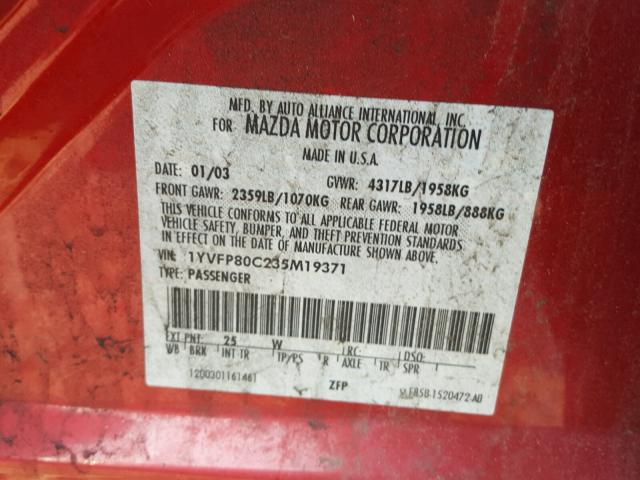 MFD. BY AUTO ALLIANCE INTERNATIONAL, INC.
FOR MAZDA MOTOR CORPORATION
MADE IN U.S.A.
DATE: 01/03 GVWR: 4317LB/1958KG
FRONT GAWR: 2359LB/1070KG REAR GAWR: 1958LB/888KG
THIS VEHICLE CONFORMS TO ALL APPLICABLE FEDERAL MOTOR
VEHICLE SAFETY, BUMPER, AND THEFT PREVENTION STANDARDS
IN EFFECT ON THE DATE OF MANUFACTURE SHOWN ABOVE.
VIN: 1YVFP80C235M19371
TYPE: PASSENGER
EXT PNT: 25 W LRC: DSO:
WB BRK INT TR TP/PS R AXLE TR SPR
1200301161461 ZFP